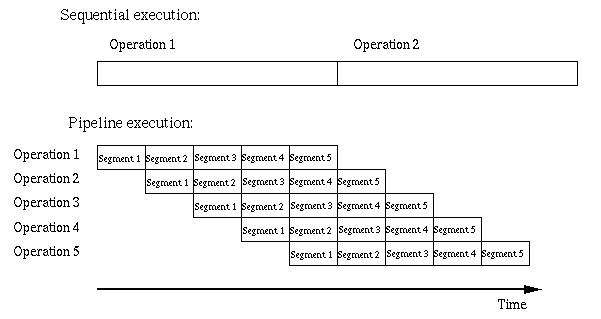 Sequential execution:
Operation 1 Operation 2
Pipeline execution:
Operation 1 Segment 1 Segment 2 Segment 3 Segment 4 Segment 5
Operation 2 Segment 1 Segment 2 Segment 3 Segment 4 Segment 5
Operation 3 Segment 1 Segment 2 Segment 3 Segment 4 Segment 5
Operation 4 Segment 1 Segment 2 Segment 3 Segment 4 Segment 5
Operation 5 Segment 1 Segment 2 Segment 3 Segment 4 Segment 5
Time